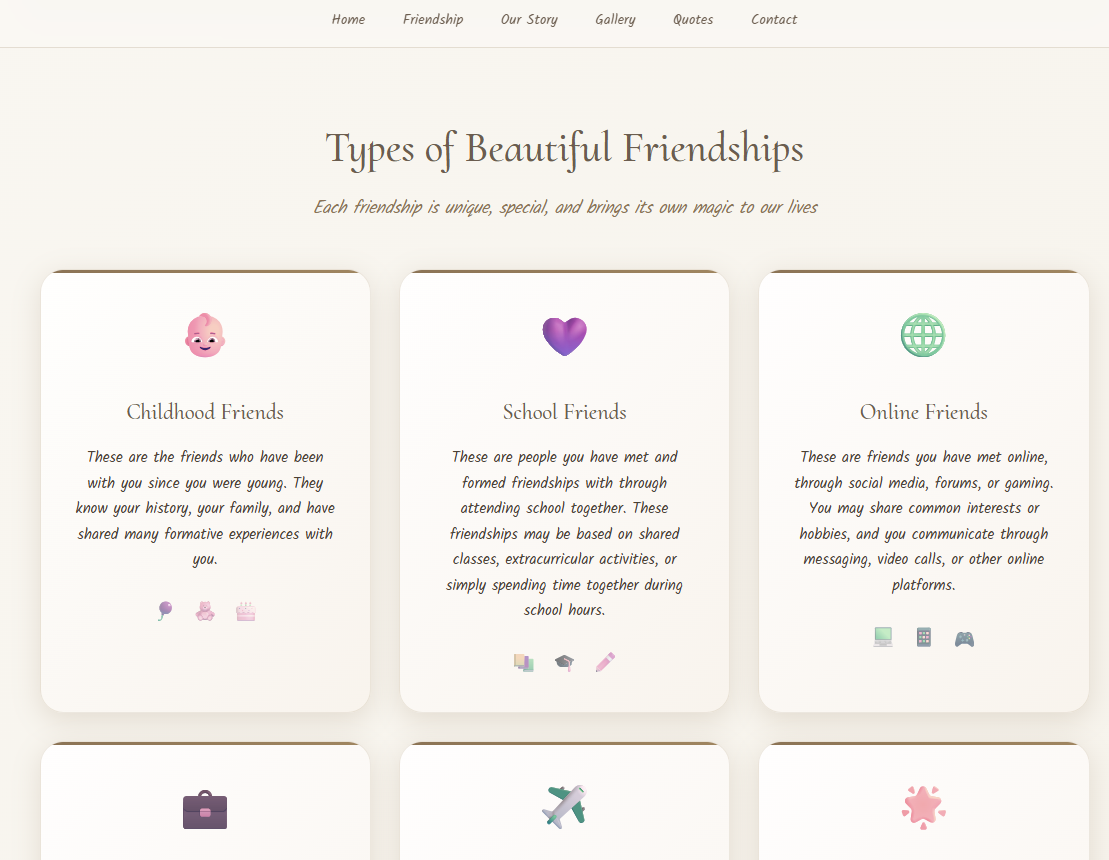 Home Friendship Our Story Gallery Quotes Contact
Types of Beautiful Friendships
Each friendship is unique, special, and brings its own magic to our lives
Childhood Friends
These are the friends who have been
with you since you were young. They
know your history, your family, and have
shared many formative experiences with
you.
School Friends
These are people you have met and
formed friendships with through
attending school together. These
friendships may be based on shared
classes, extracurricular activities, or
simply spending time together during
school hours.
Online Friends
These are friends you have met online,
through social media, forums, or gaming.
You may share common interests or
hobbies, and you communicate through
messaging, video calls, or other online
platforms.